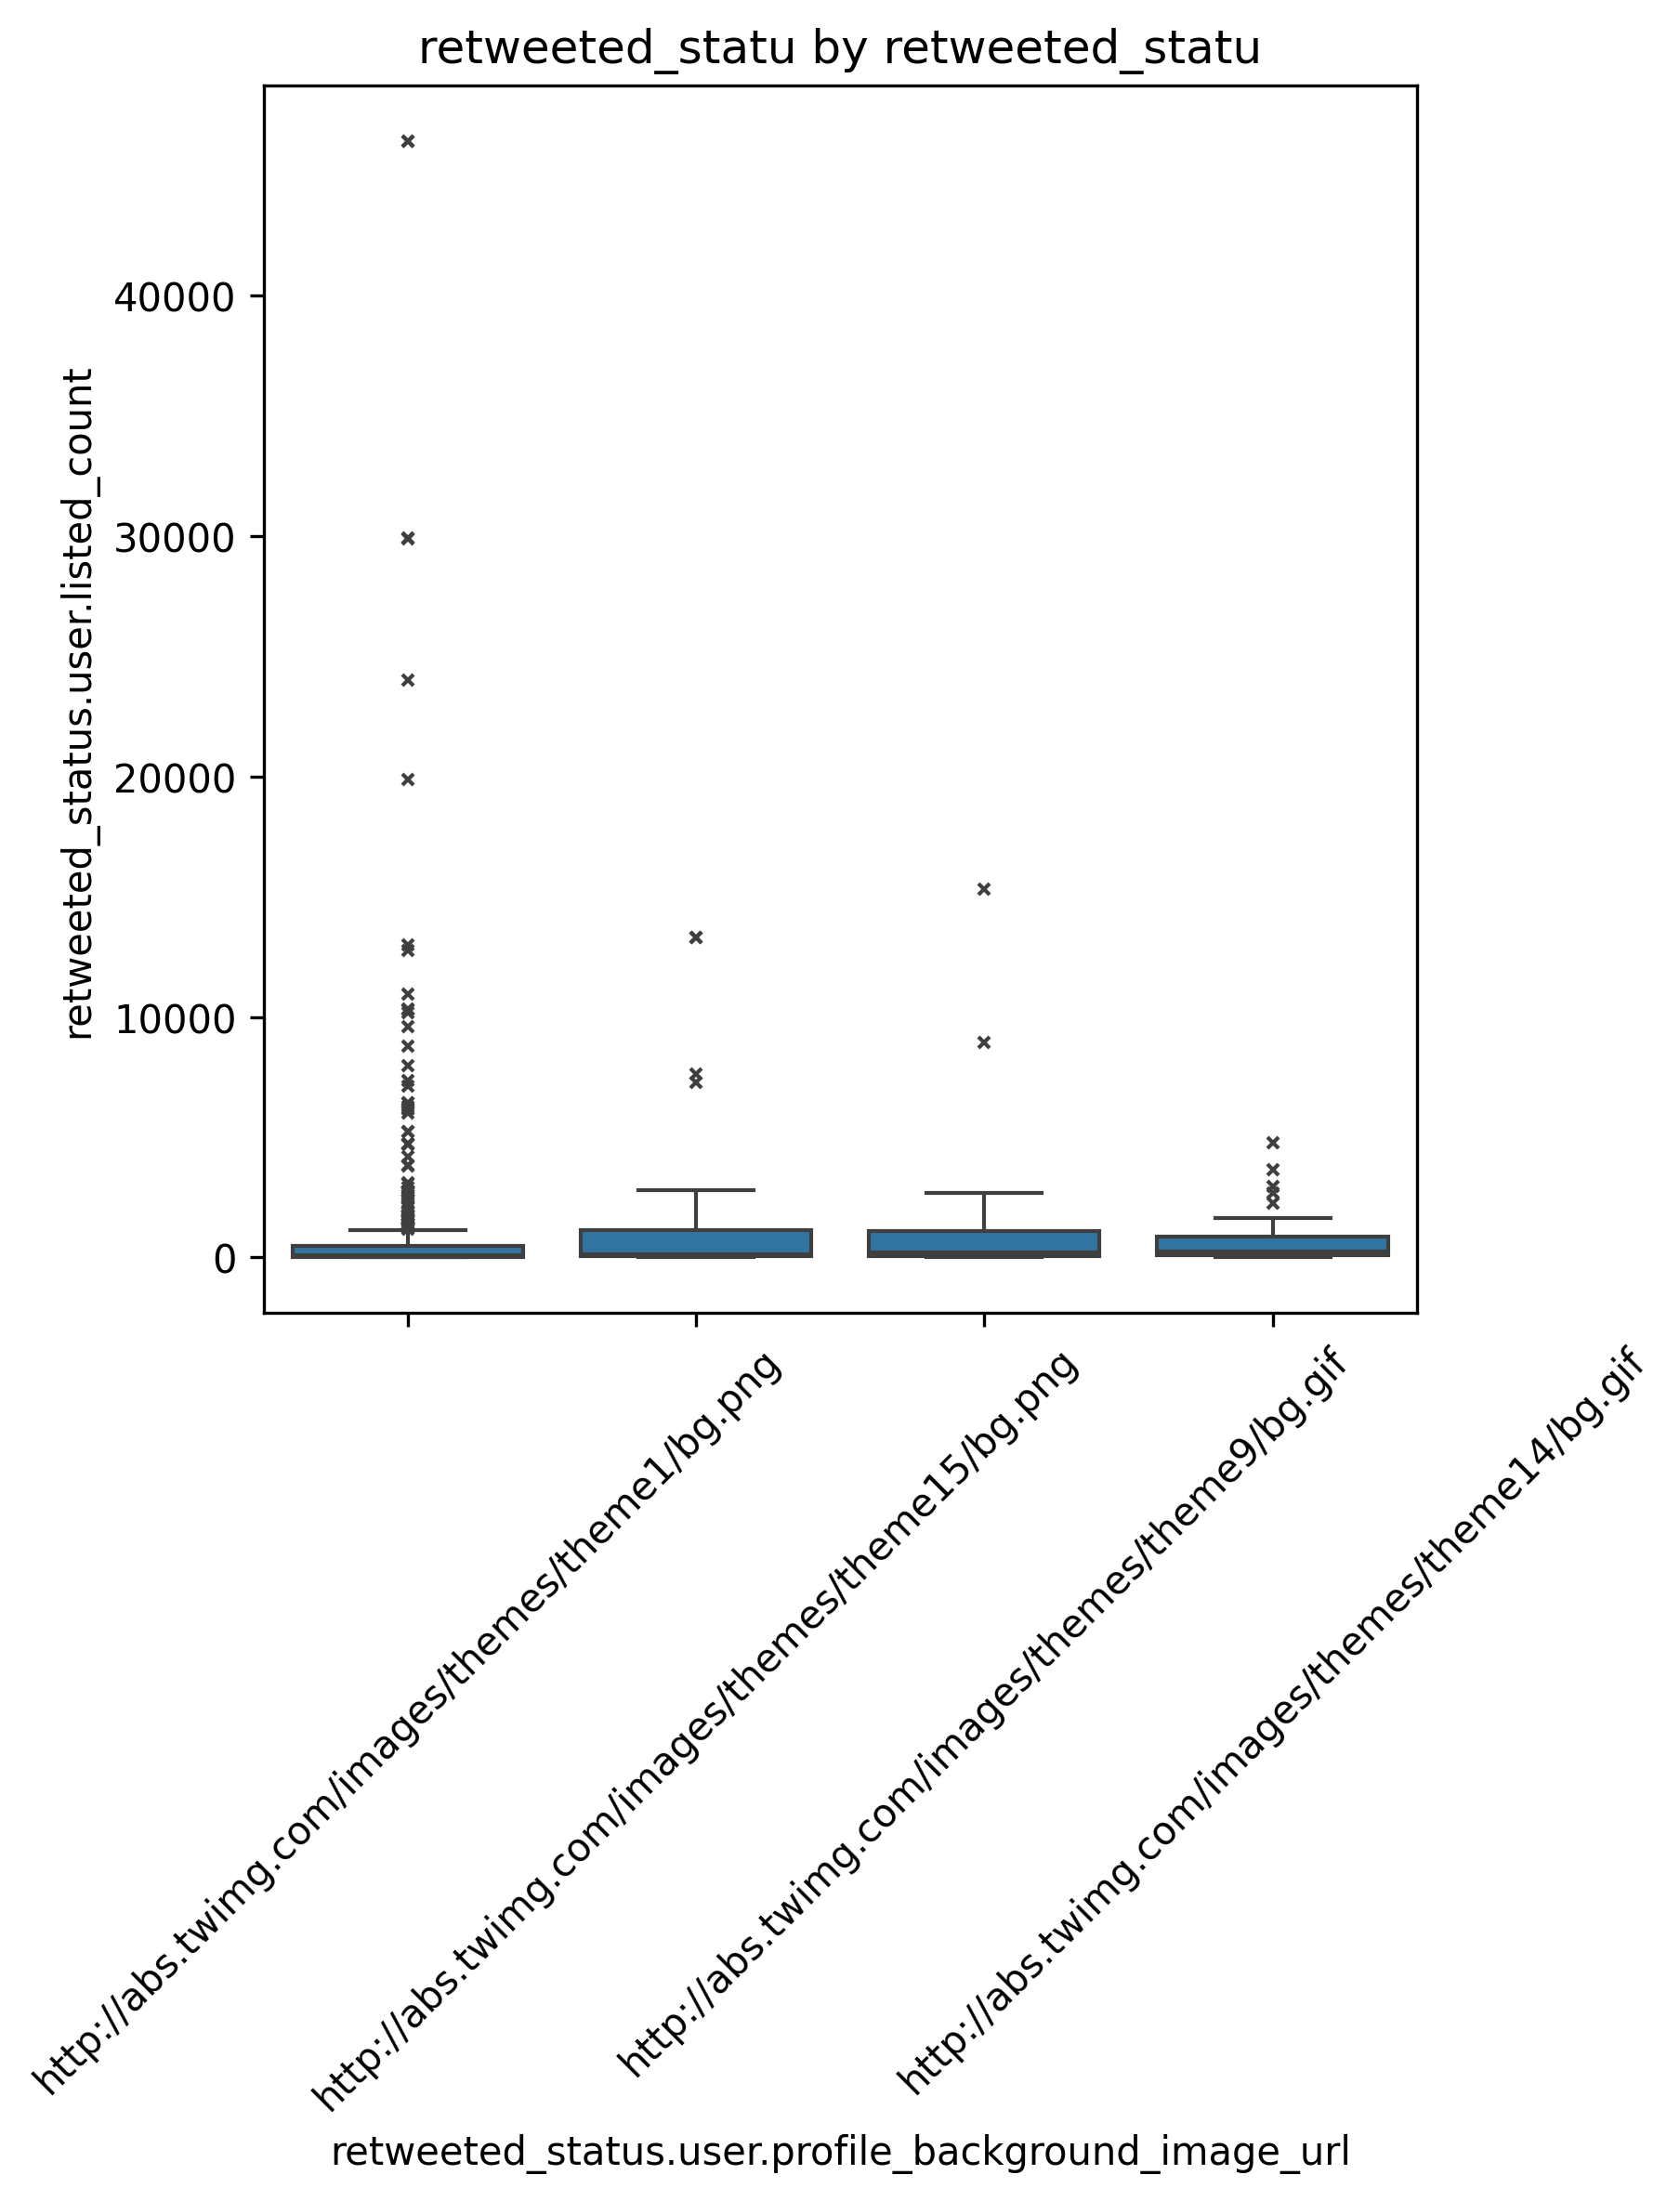 retweeted_statu by retweeted_statu
retweeted_status.user.listed_count
40000
30000
20000
10000
0
http://abs.twimg.com/images/themes/theme1/bg.png
http://abs.twimg.com/images/themes/theme15/bg.png
http://abs.twimg.com/images/themes/theme9/bg.gif
http://abs.twimg.com/images/themes/theme14/bg.gif
retweeted_status.user.profile_background_image_url